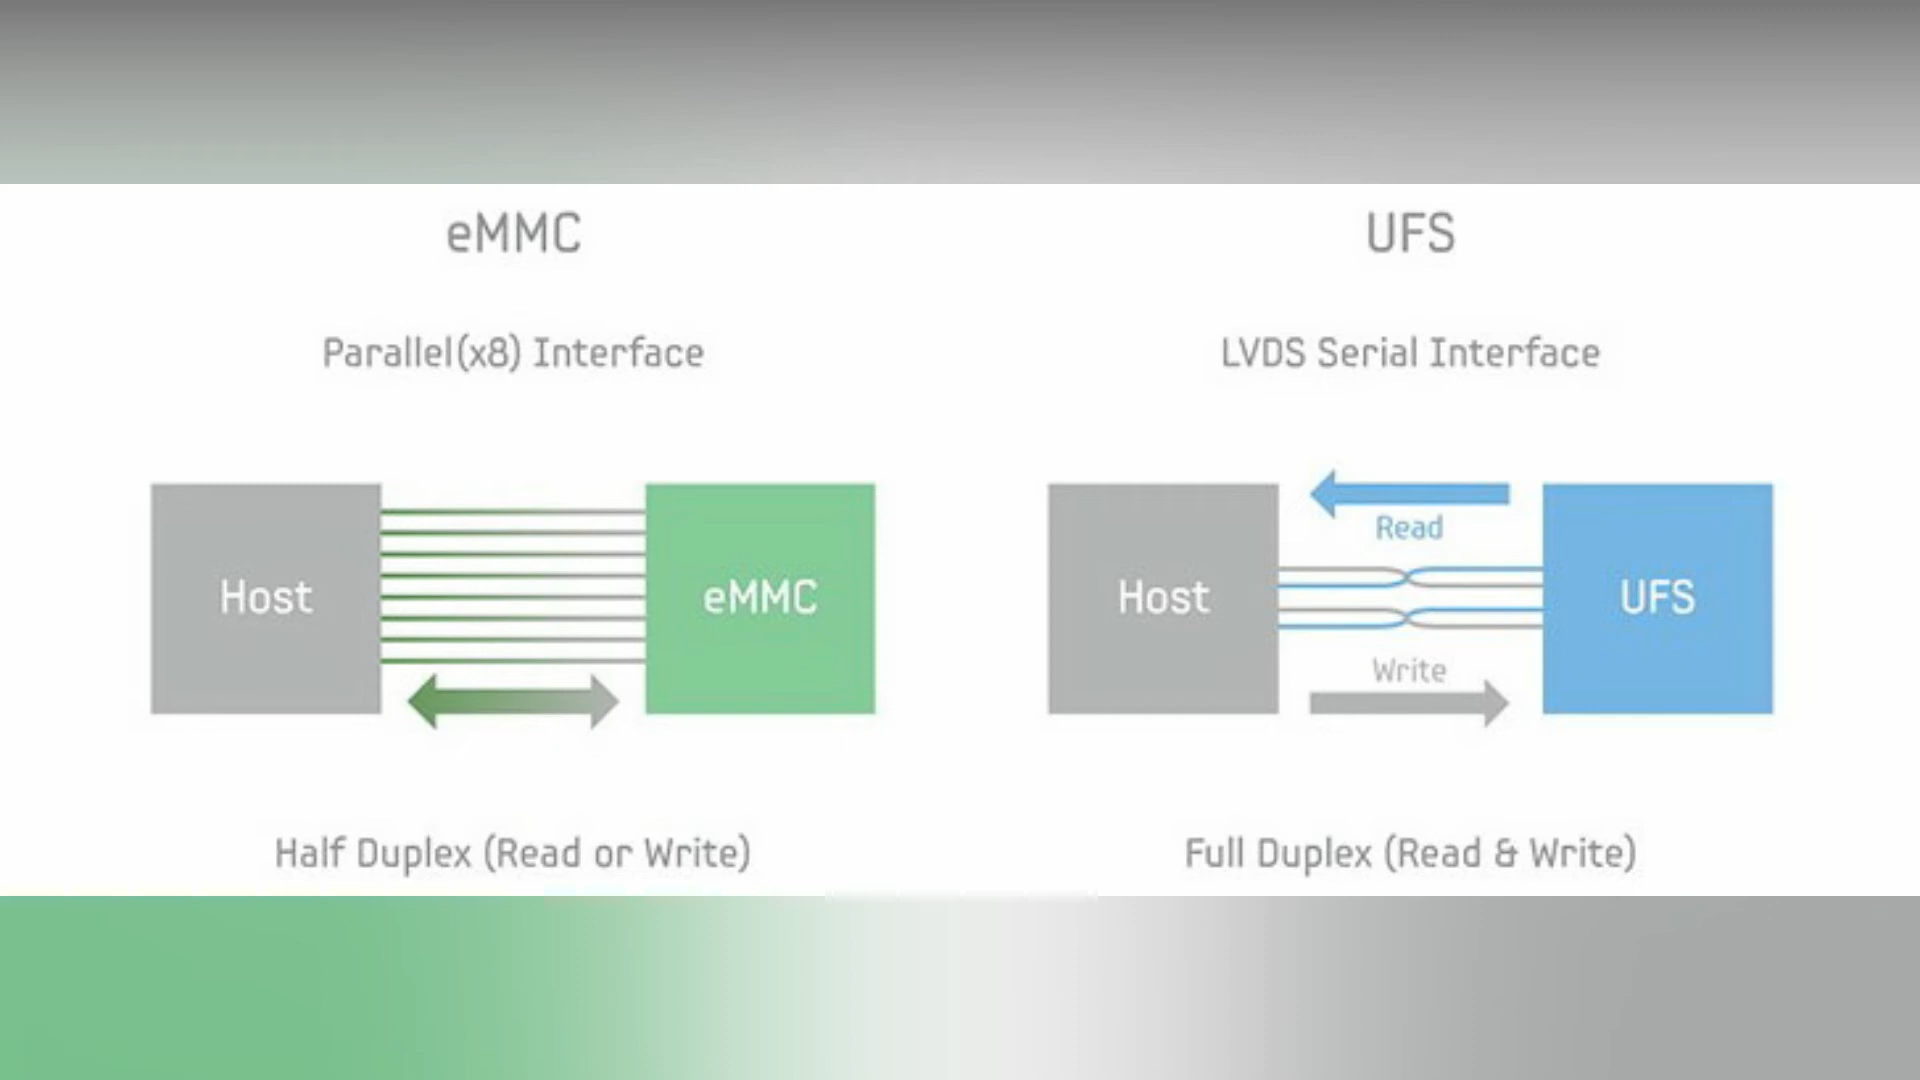 eMMC
Parallel(x8) Interface
Host
eMMC
Half Duplex (Read or Write)
UFS
LVDS Serial Interface
Read
Host
UFS
Write
Full Duplex (Read & Write)